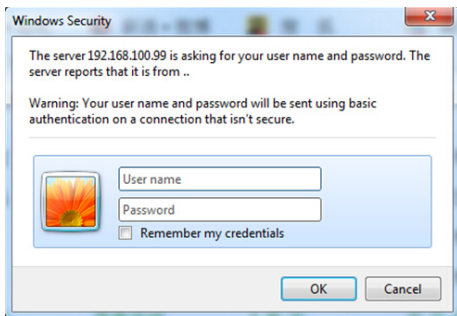 Windows Security
The server 192.168.100.99 is asking for your user name and password. The
server reports that it is from ..
Warning: Your user name and password will be sent using basic
authentication on a connection that isn't secure.
User name
Password
Remember my credentials
OK
Cancel